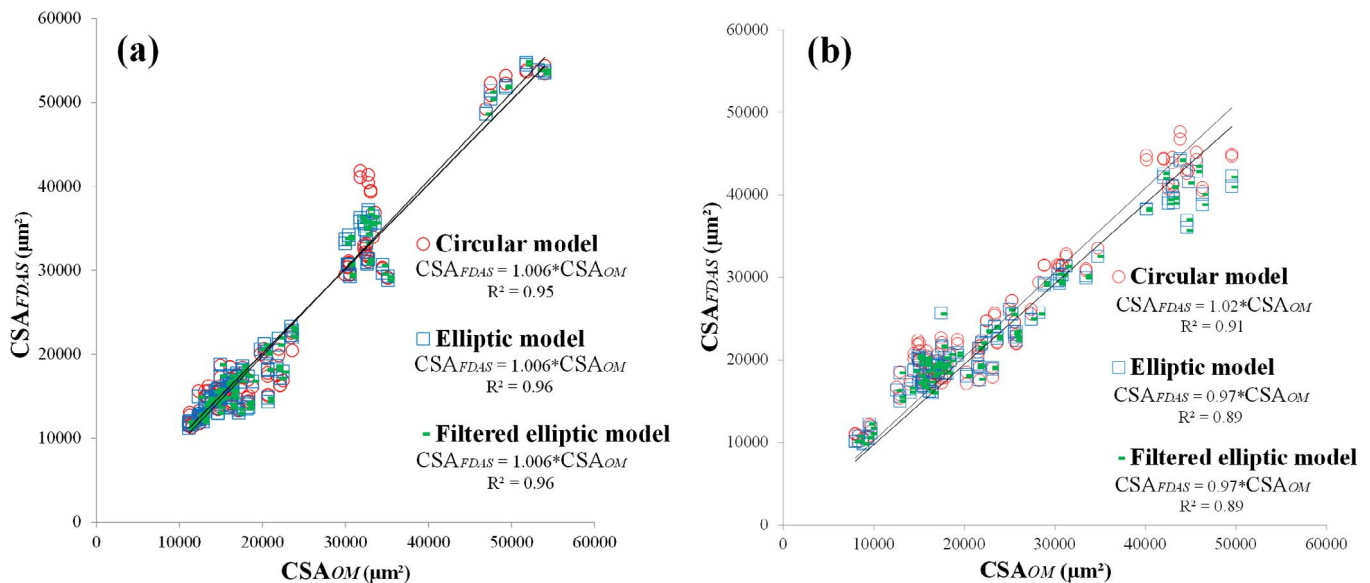 (a)
60000
50000
40000
30000
20000
10000
0
0 10000 20000 30000 40000 50000 60000
CSAFDAS (µm²)
CSAOM (µm²)
Circular model
CSAFDAS = 1.006*CSAOM
R² = 0.95
Elliptic model
CSAFDAS = 1.006*CSAOM
R² = 0.96
Filtered elliptic model
CSAFDAS = 1.006*CSAOM
R² = 0.96
(b)
60000
50000
40000
30000
20000
10000
0
0 10000 20000 30000 40000 50000 60000
CSAFDAS (µm²)
CSAOM (µm²)
Circular model
CSAFDAS = 1.02*CSAOM
R² = 0.91
Elliptic model
CSAFDAS = 0.97*CSAOM
R² = 0.89
Filtered elliptic model
CSAFDAS = 0.97*CSAOM
R² = 0.89